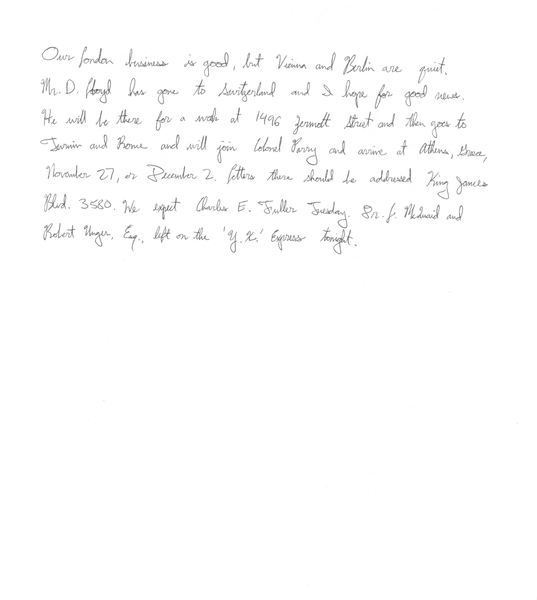 Our London business is good, but Vienna and Berlin are quiet.
Mr. D. Lloyd has gone to Switzerland and I hope for good news.
He will be there for a week at 1496 Zermott Street and then goes to
Turin and Rome and will join Colonel Parry and arrive at Athens, Greece,
November 27, or December 2. Letters there should be addressed King James
Blvd. 3580. We expect Charles E. Fuller Tuesday. Dr. L. McQuaid and
Robert Unger, Esq., left on the 'Y.X.' Express tonight.